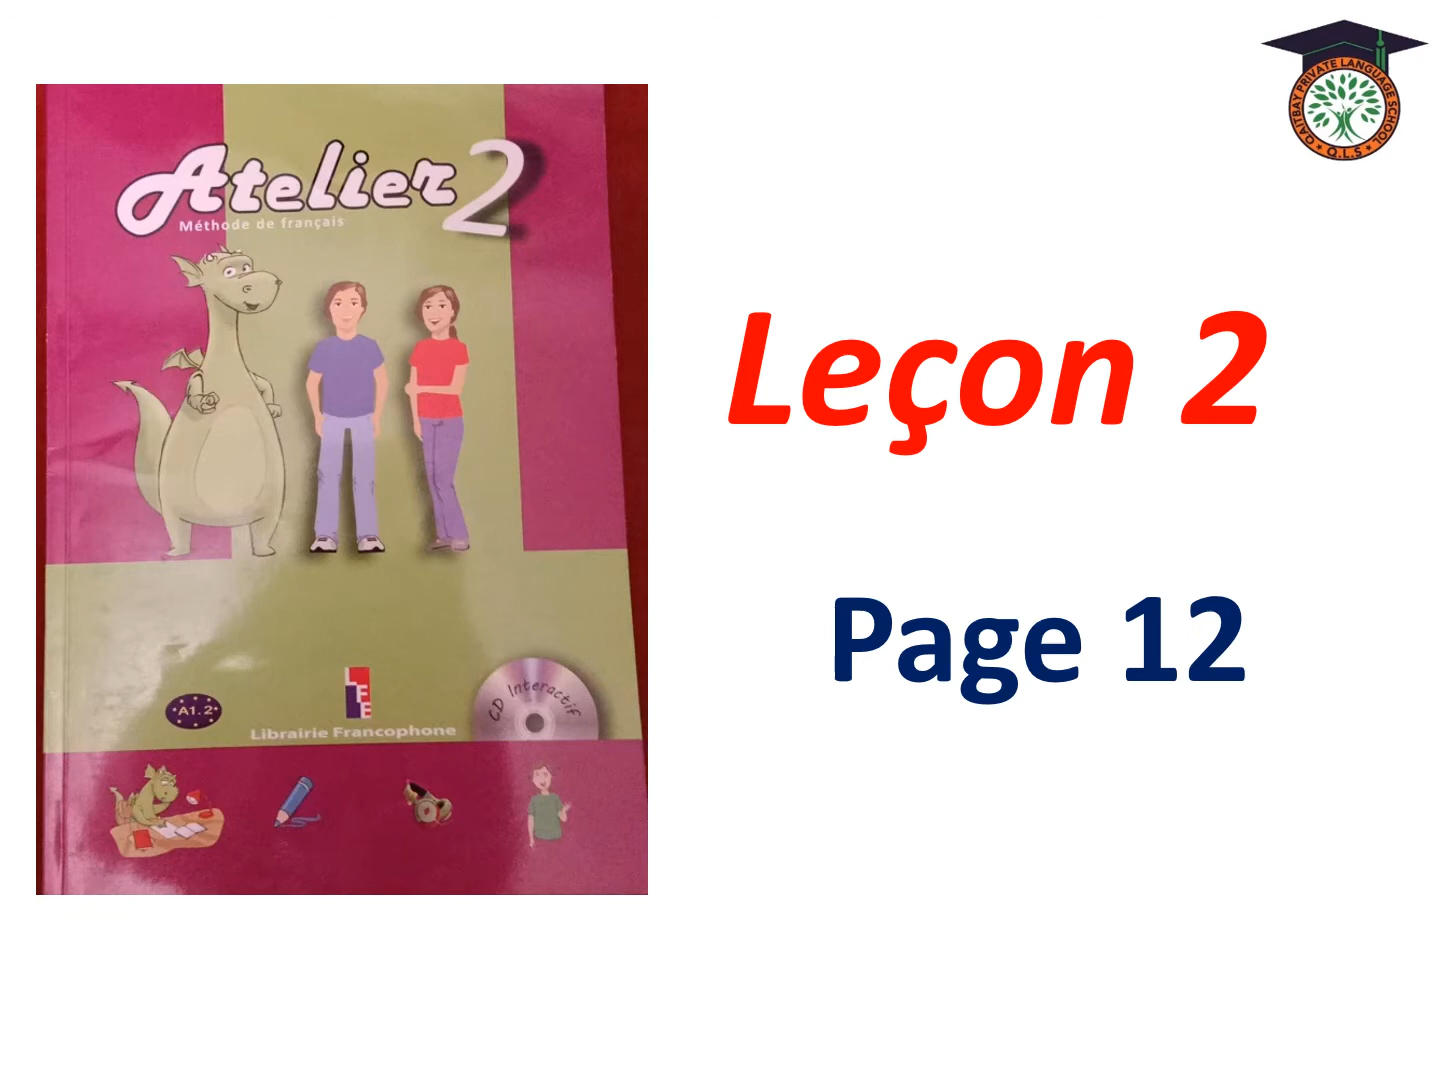 QAITBAY PRIVATE LANGUAGE SCHOOL
Q.L.S
Atelier 2
Méthode de français
Leçon 2
Page 12
CD Interactif
A1.2
L
F
F
Librairie Francophone